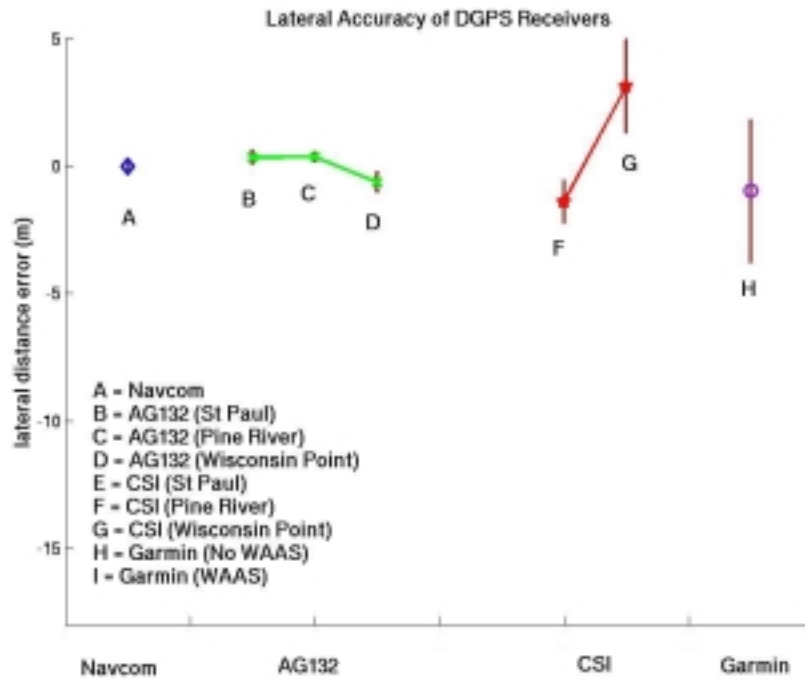 Lateral Accuracy of DGPS Receivers
5
0
-5
-10
-15
lateral distance error (m)
A
B
C
D
F
G
H
A = Navcom
B = AG132 (St Paul)
C = AG132 (Pine River)
D = AG132 (Wisconsin Point)
E = CSI (St Paul)
F = CSI (Pine River)
G = CSI (Wisconsin Point)
H = Garmin (No WAAS)
I = Garmin (WAAS)
Navcom AG132 CSI Garmin